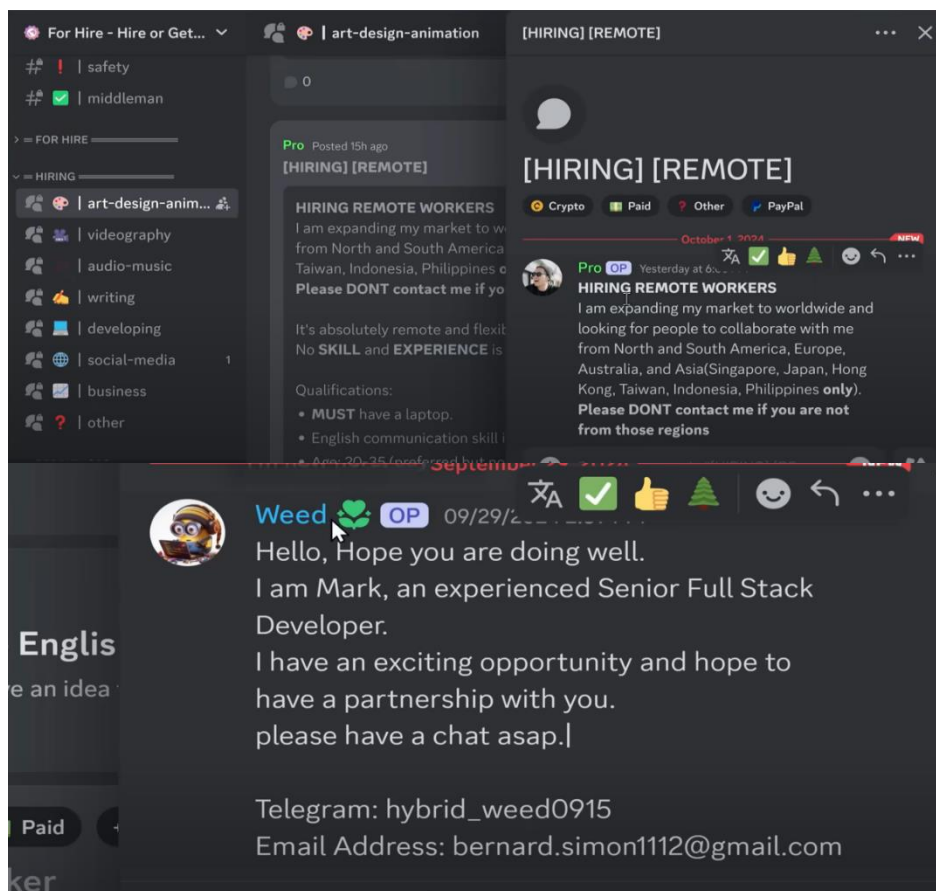 For Hire - Hire or Get...
| safety
| middleman
= FOR HIRE
= HIRING
| art-design-anim...
| videography
| audio-music
| writing
| developing
| social-media 1
| business
| other
| art-design-animation
0
Pro Posted 15h ago
[HIRING] [REMOTE]
HIRING REMOTE WORKERS
I am expanding my market to w
from North and South America
Taiwan, Indonesia, Philippines o
Please DONT contact me if yo
It's absolutely remote and flexib
No SKILL and EXPERIENCE is
Qualifications:
• MUST have a laptop.
• English communication skill i
[HIRING] [REMOTE]
[HIRING] [REMOTE]
Crypto Paid Other PayPal
October 1, 2024 NEW
Pro OP Yesterday at 6:
HIRING REMOTE WORKERS
I am expanding my market to worldwide and
looking for people to collaborate with me
from North and South America, Europe,
Australia, and Asia(Singapore, Japan, Hong
Kong, Taiwan, Indonesia, Philippines only).
Please DONT contact me if you are not
from those regions
Englis
e an idea
Paid
ker
Weed OP 09/29/2
Hello, Hope you are doing well.
I am Mark, an experienced Senior Full Stack
Developer.
I have an exciting opportunity and hope to
have a partnership with you.
please have a chat asap.
Telegram: hybrid_weed0915
Email Address: bernard.simon1112@gmail.com